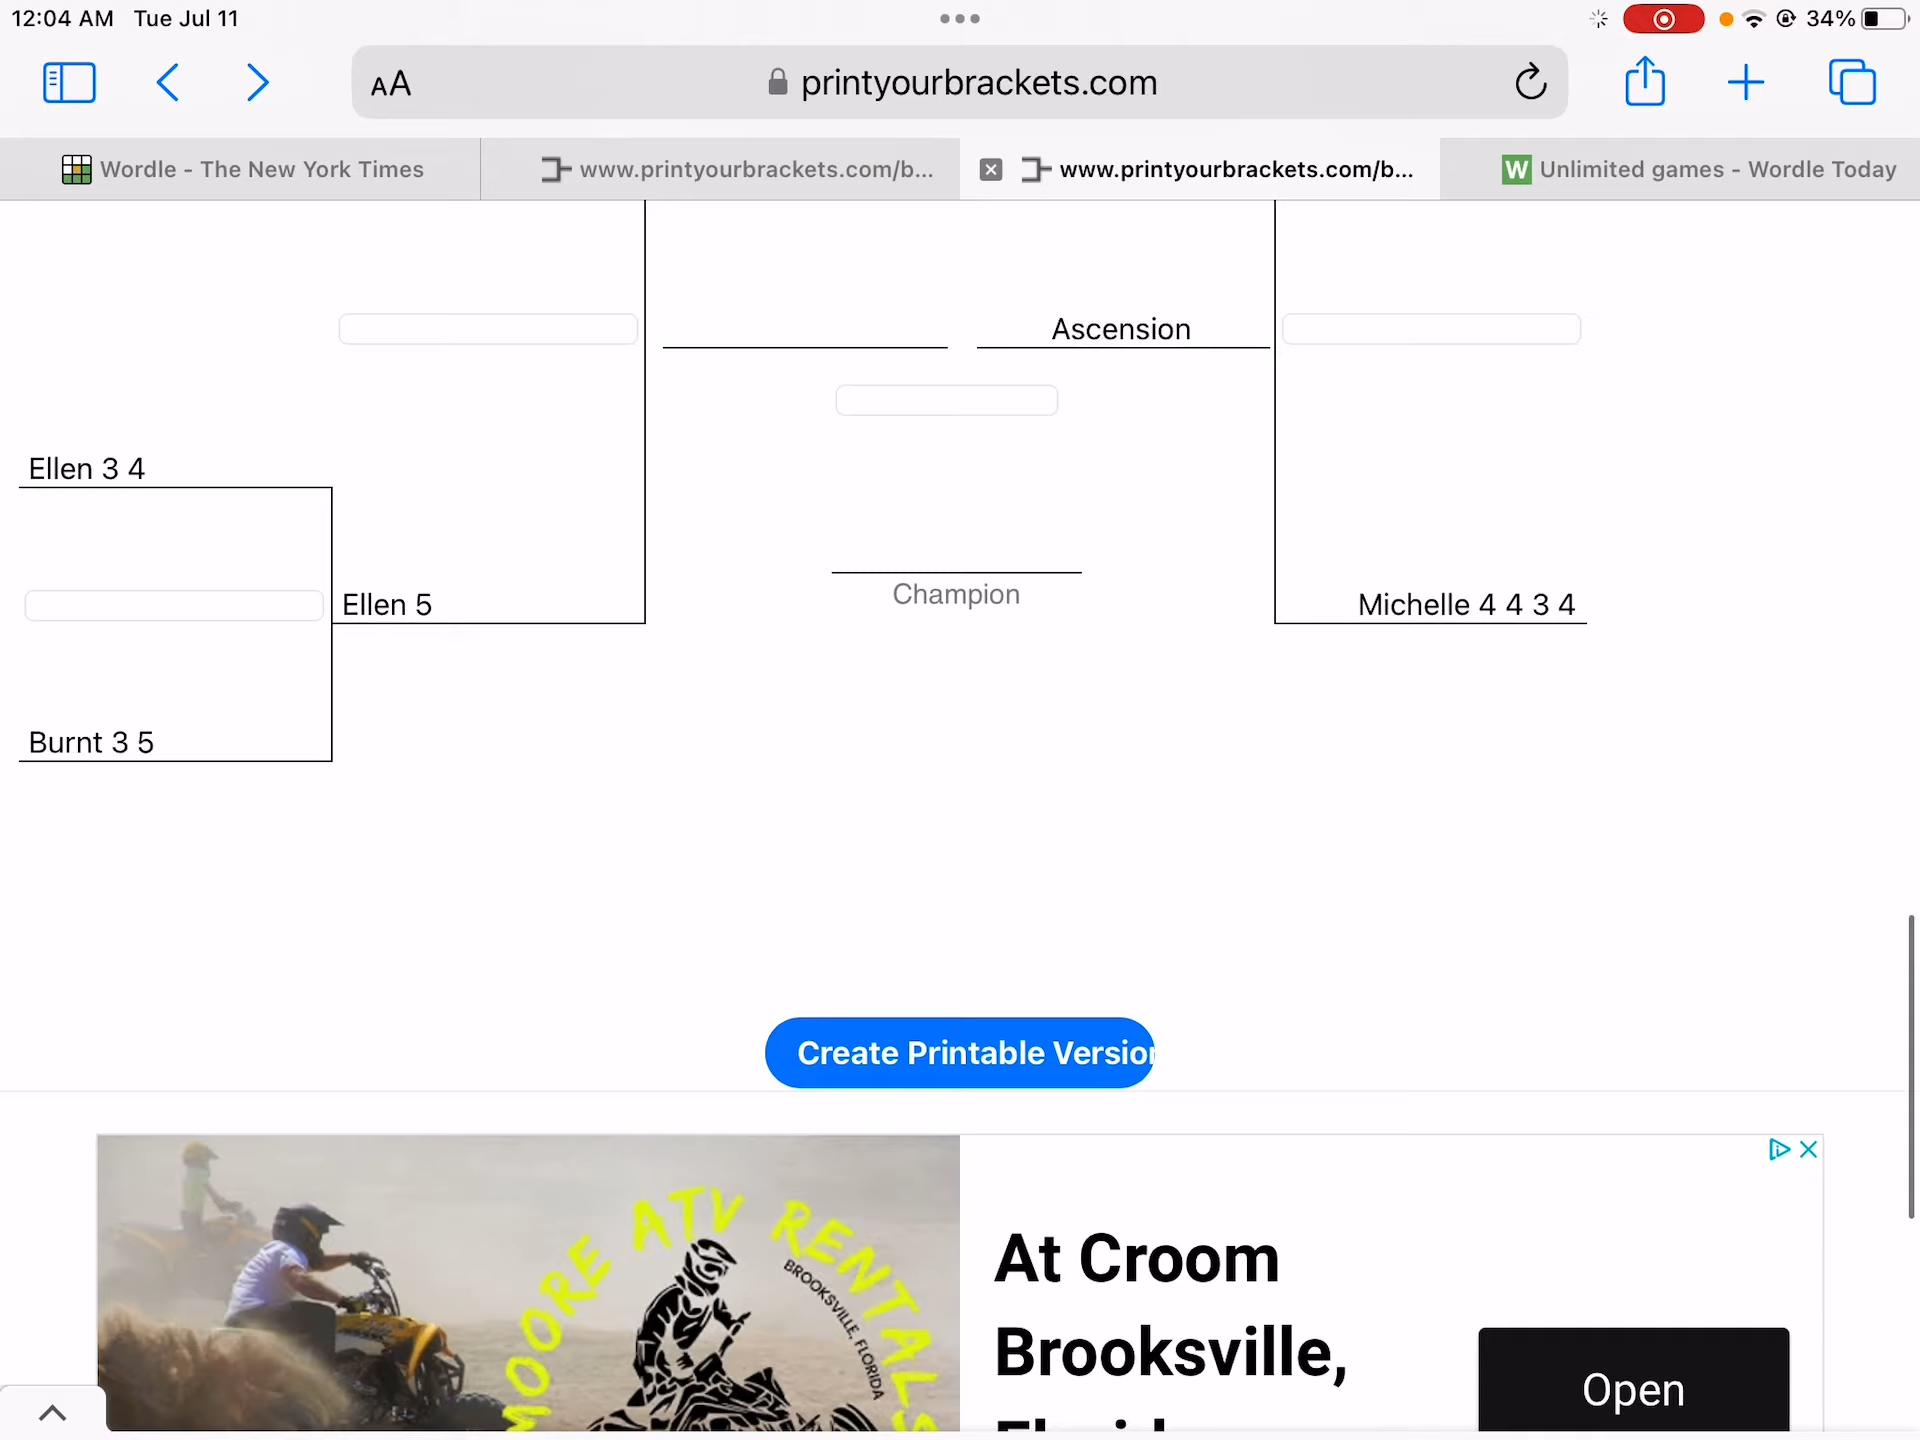 12:04 AM Tue Jul 11
34%
AA
printyourbrackets.com
Wordle - The New York Times
www.printyourbrackets.com/b...
www.printyourbrackets.com/b...
W Unlimited games - Wordle Today
Ascension
Ellen 3 4
Ellen 5
Champion
Michelle 4 4 3 4
Burnt 3 5
Create Printable Version
MOORE ATV RENTALS
BROOKSVILLE, FLORIDA
At Croom
Brooksville,
Open